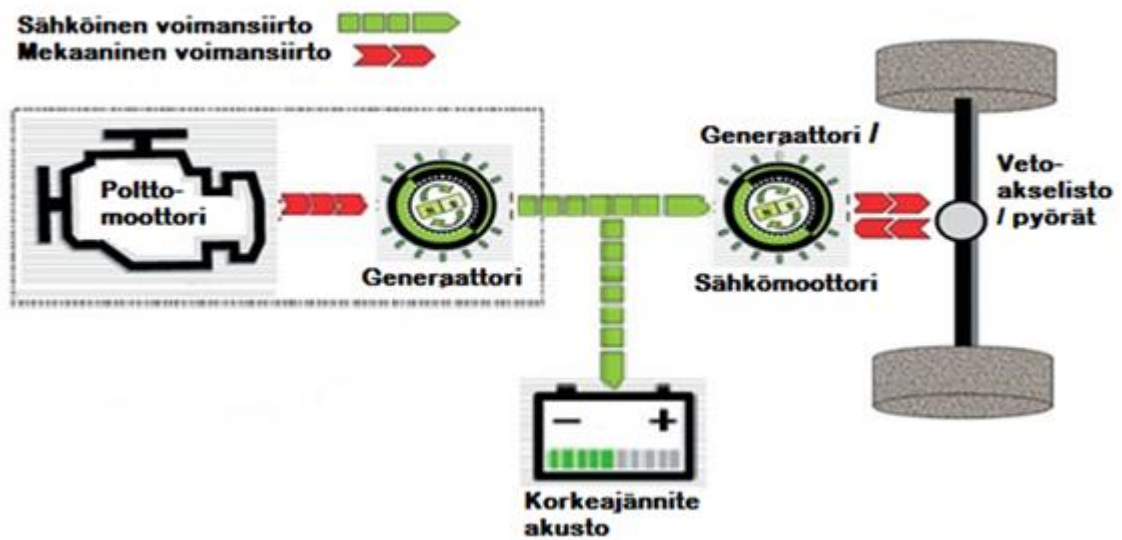 Sähköinen voimansiirto
Mekaaninen voimansiirto
Poltto-
moottori
Generaattori
Generaattori /
Sähkömoottori
Veto-
akselisto
/ pyörät
− +
Korkeajännite
akusto